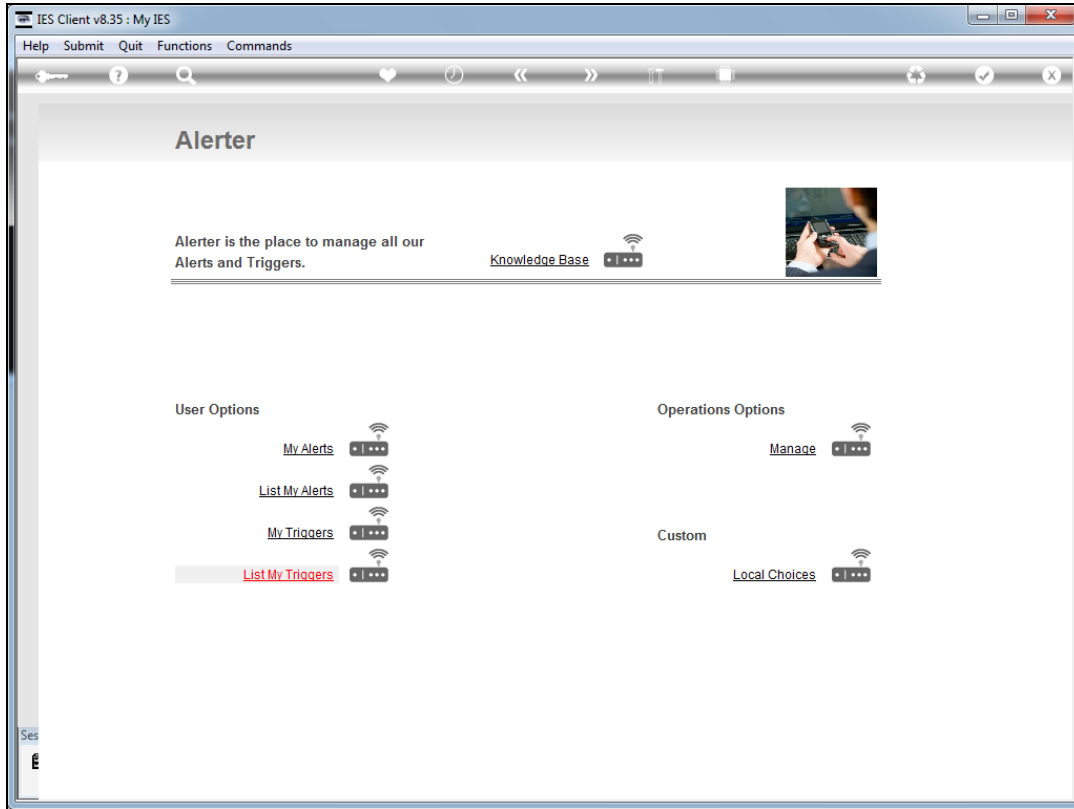 IES Client v8.35 : My IES
Help Submit Quit Functions Commands
Alerter
Alerter is the place to manage all our
Alerts and Triggers.
Knowledge Base
User Options
My Alerts
List My Alerts
My Triggers
List My Triggers
Operations Options
Manage
Custom
Local Choices
Ses